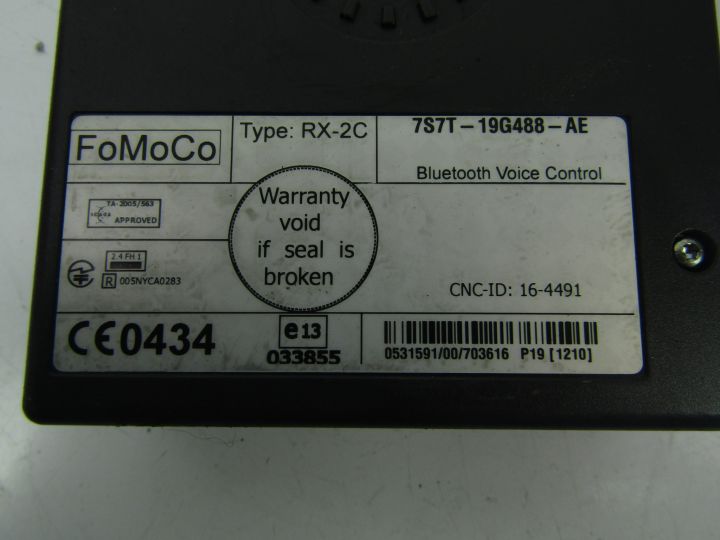 FoMoCo
Type: RX-2C
7S7T-19G488-AE
Bluetooth Voice Control
TA-2005/563
APPROVED
Warranty
void
if seal is
broken
2.4 FH 1
R 005NYCA0283
CNC-ID: 16-4491
CE0434
e13
033855
0531591/00/703616 P19 [1210]